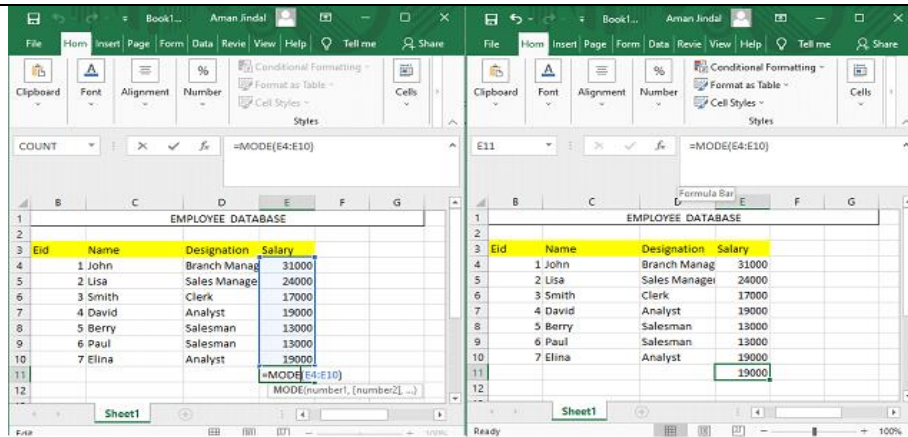 Book1... Aman Jindal
File Hom Insert Page Form Data Revie View Help Tell me Share
Clipboard Font Alignment Number Conditional Formatting Format as Table Cell Styles Cells
Styles
COUNT fx =MODE(E4:E10)
B C D E F G
1 EMPLOYEE DATABASE
2
3 Eid Name Designation Salary
4 1 John Branch Manag 31000
5 2 Lisa Sales Manage 24000
6 3 Smith Clerk 17000
7 4 David Analyst 19000
8 5 Berry Salesman 13000
9 6 Paul Salesman 13000
10 7 Elina Analyst 19000
11 =MODE(E4:E10)
12 MODE(number1, [number2], ...)
Sheet1
Edit 100%
Book1... Aman Jindal
File Hom Insert Page Form Data Revie View Help Tell me Share
Clipboard Font Alignment Number Conditional Formatting Format as Table Cell Styles Cells
Styles
E11 fx =MODE(E4:E10)
Formula Bar
B C D E F G
1 EMPLOYEE DATABASE
2
3 Eid Name Designation Salary
4 1 John Branch Manag 31000
5 2 Lisa Sales Manager 24000
6 3 Smith Clerk 17000
7 4 David Analyst 19000
8 5 Berry Salesman 13000
9 6 Paul Salesman 13000
10 7 Elina Analyst 19000
11 19000
12
Sheet1
Ready 100%